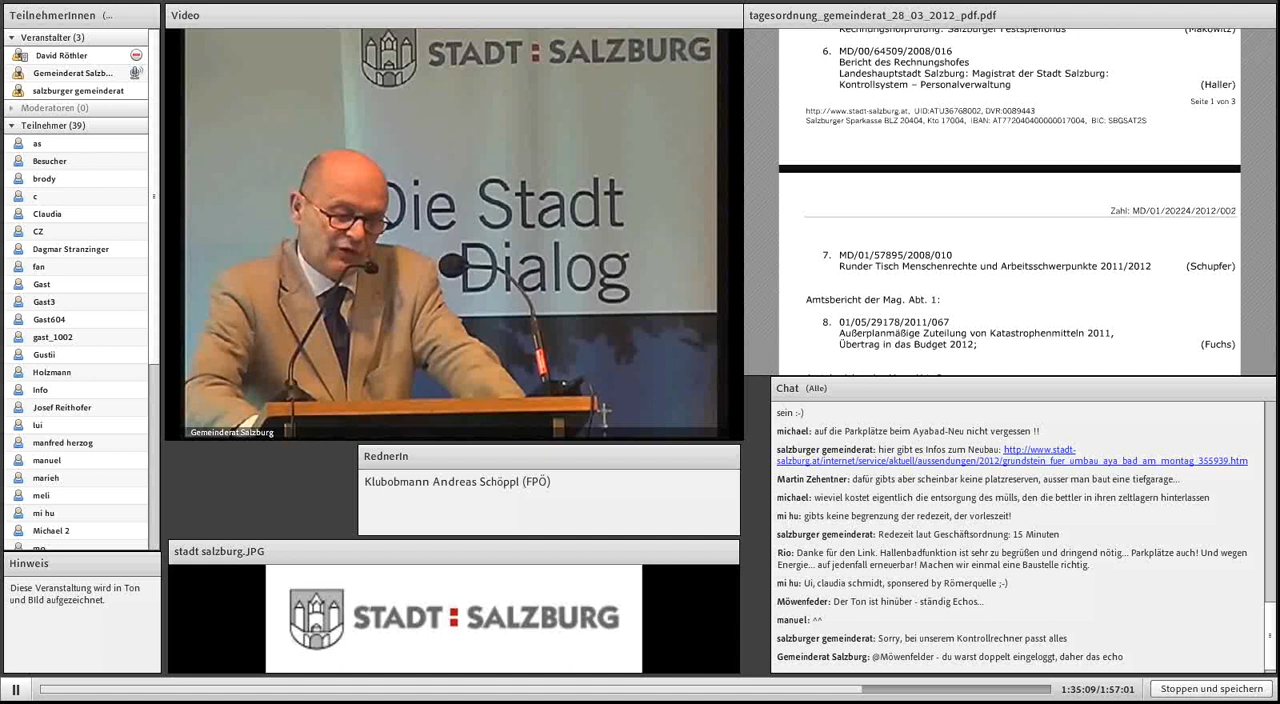 TeilnehmerInnen (...
Veranstalter (3)
David Röthler
Gemeinderat Salzb...
salzburger gemeinderat
Moderatoren (0)
Teilnehmer (39)
as
Besucher
brody
c
Claudia
CZ
Dagmar Stranzinger
fan
Gast
Gast3
Gast604
gast_1002
Gustii
Holzmann
Info
Josef Reithofer
lui
manfred herzog
manuel
marieh
meli
mi hu
Michael 2
mo
Hinweis
Diese Veranstaltung wird in Ton
und BIld aufgezeichnet.
Video
STADT : SALZBURG
Die Stadt
Dialog
Gemeinderat Salzburg
RednerIn
Klubobmann Andreas Schöppl (FPÖ)
stadt salzburg.JPG
STADT : SALZBURG
tagesordnung_gemeinderat_28_03_2012_pdf.pdf
Rechnungshofprüfung: Salzburger Festspielfonds (Makowitz)
6. MD/00/64509/2008/016
Bericht des Rechnungshofes
Landeshauptstadt Salzburg: Magistrat der Stadt Salzburg:
Kontrollsystem – Personalverwaltung (Haller)
Seite 1 von 3
http://www.stadt-salzburg.at, UID:ATU36768002, DVR:0089443
Salzburger Sparkasse BLZ 20404, Kto 17004, IBAN: AT772040400000017004, BIC: SBGSAT2S
Zahl: MD/01/20224/2012/002
7. MD/01/57895/2008/010
Runder Tisch Menschenrechte und Arbeitsschwerpunkte 2011/2012 (Schupfer)
Amtsbericht der Mag. Abt. 1:
8. 01/05/29178/2011/067
Außerplanmäßige Zuteilung von Katastrophenmitteln 2011,
Übertrag in das Budget 2012; (Fuchs)
Chat (Alle)
sein :-)
michael: auf die Parkplätze beim Ayabad-Neu nicht vergessen !!
salzburger gemeinderat: hier gibt es Infos zum Neubau: http://www.stadt-
salzburg.at/internet/service/aktuell/aussendungen/2012/grundstein_fuer_umbau_aya_bad_am_montag_355939.htm
Martin Zehentner: dafür gibts aber scheinbar keine platzreserven, ausser man baut eine tiefgarage...
michael: wieviel kostet eigentlich die entsorgung des mülls, den die bettler in ihren zeltlagern hinterlassen
mi hu: gibts keine begrenzung der redezeit, der vorleszeit!
salzburger gemeinderat: Redezeit laut Geschäftsordnung: 15 Minuten
Rio: Danke für den Link. Hallenbadfunktion ist sehr zu begrüßen und dringend nötig... Parkplätze auch! Und wegen
Energie... auf jedenfall erneuerbar! Machen wir einmal eine Baustelle richtig.
mi hu: Ui, claudia schmidt, sponsered by Römerquelle ;-)
Möwenfeder: Der Ton ist hinüber - ständig Echos...
manuel: ^^
salzburger gemeinderat: Sorry, bei unserem Kontrollrechner passt alles
Gemeinderat Salzburg: @Möwenfelder - du warst doppelt eingeloggt, daher das echo
1:35:09/1:57:01
Stoppen und speichern